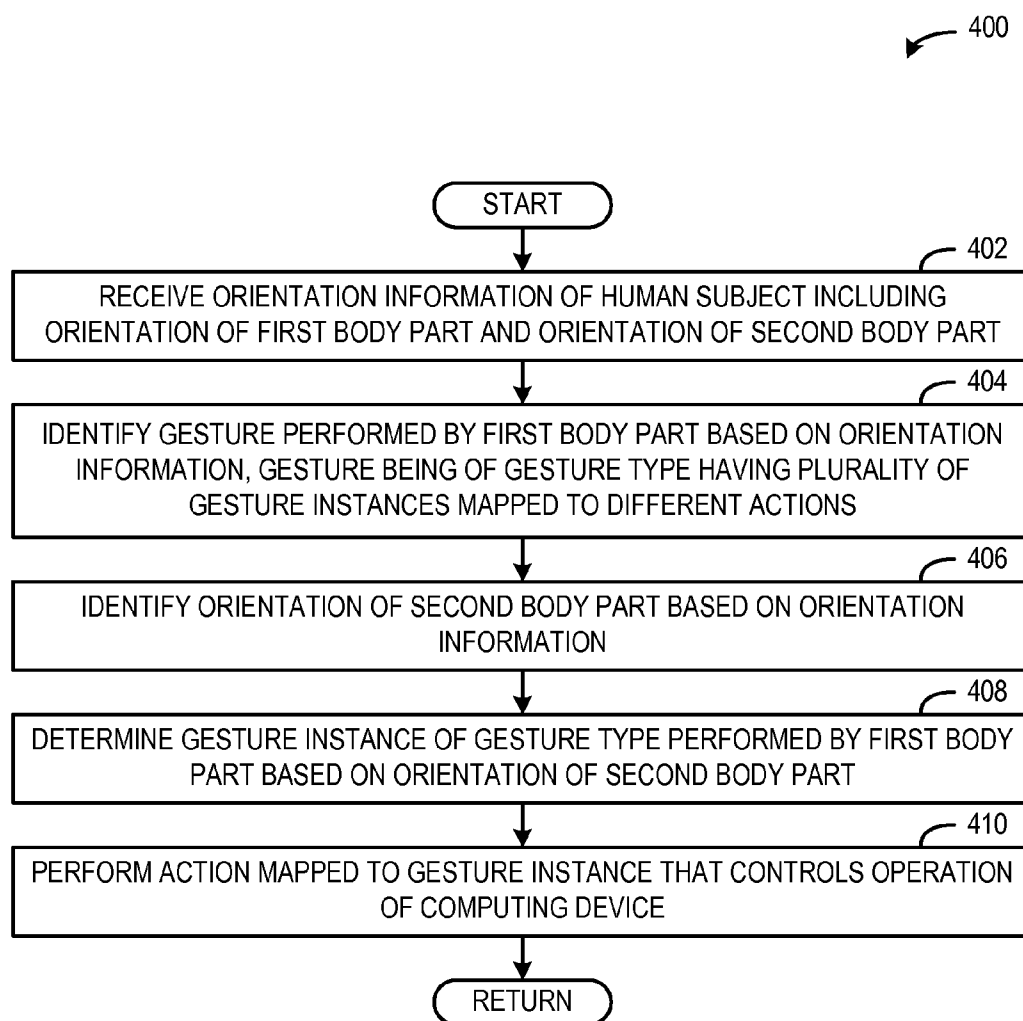 400
START
402
RECEIVE ORIENTATION INFORMATION OF HUMAN SUBJECT INCLUDING
ORIENTATION OF FIRST BODY PART AND ORIENTATION OF SECOND BODY PART
404
IDENTIFY GESTURE PERFORMED BY FIRST BODY PART BASED ON ORIENTATION
INFORMATION, GESTURE BEING OF GESTURE TYPE HAVING PLURALITY OF
GESTURE INSTANCES MAPPED TO DIFFERENT ACTIONS
406
IDENTIFY ORIENTATION OF SECOND BODY PART BASED ON ORIENTATION
INFORMATION
408
DETERMINE GESTURE INSTANCE OF GESTURE TYPE PERFORMED BY FIRST BODY
PART BASED ON ORIENTATION OF SECOND BODY PART
410
PERFORM ACTION MAPPED TO GESTURE INSTANCE THAT CONTROLS OPERATION
OF COMPUTING DEVICE
RETURN